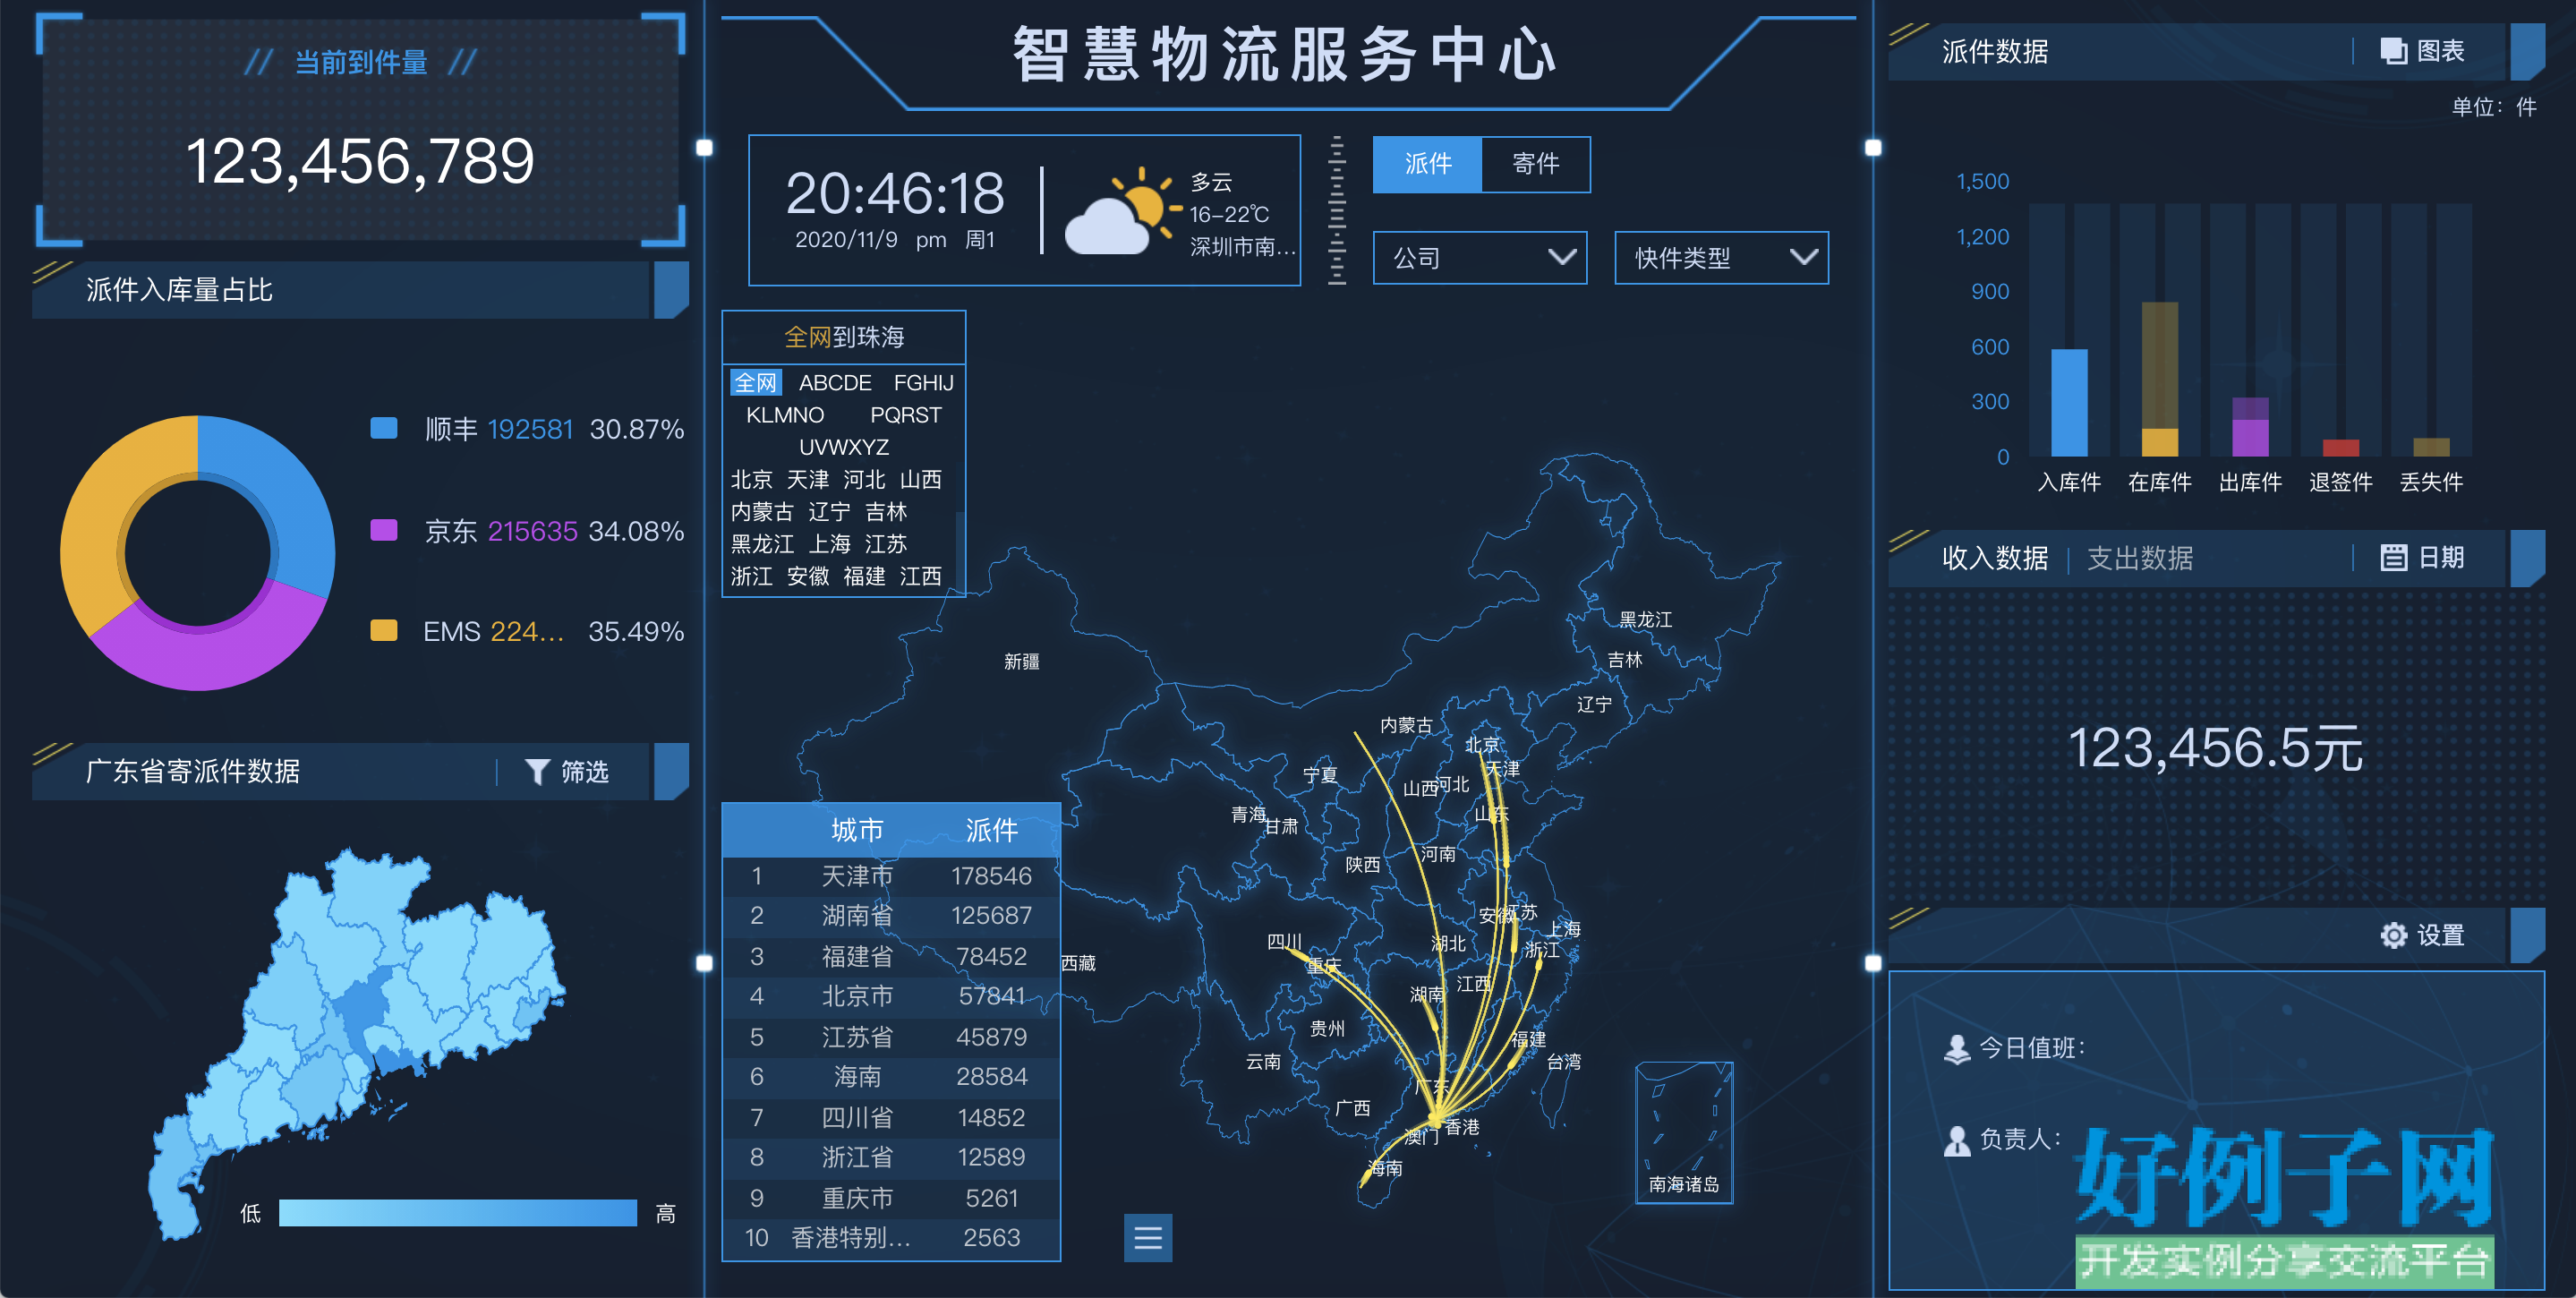 // 当前到件量 //
123,456,789
派件入库量占比
顺丰 192581 30.87%
京东 215635 34.08%
EMS 224... 35.49%
广东省寄派件数据
筛选
低
高
智慧物流服务中心
20:46:18
2020/11/9 pm 周1
多云
16-22℃
深圳市南...
派件 寄件
公司
快件类型
全网到珠海
全网 ABCDE FGHIJ
KLMNO PQRST
UVWXYZ
北京 天津 河北 山西
内蒙古 辽宁 吉林
黑龙江 上海 江苏
浙江 安徽 福建 江西
黑龙江
吉林
新疆
辽宁
内蒙古
北京
天津
宁夏
河北
山西
青海
甘肃
山东
河南
陕西
安徽
江苏
上海
四川
湖北
浙江
重庆
西藏
江西
湖南
贵州
福建
云南
台湾
广东
广西
香港
澳门
海南
南海诸岛
城市 派件
1 天津市 178546
2 湖南省 125687
3 福建省 78452
4 北京市 57841
5 江苏省 45879
6 海南 28584
7 四川省 14852
8 浙江省 12589
9 重庆市 5261
10 香港特别... 2563
派件数据
图表
单位：件
1,500
1,200
900
600
300
0
入库件 在库件 出库件 退签件 丢失件
收入数据 支出数据
日期
123,456.5元
设置
今日值班：
负责人：
好例子网
开发实例分享交流平台